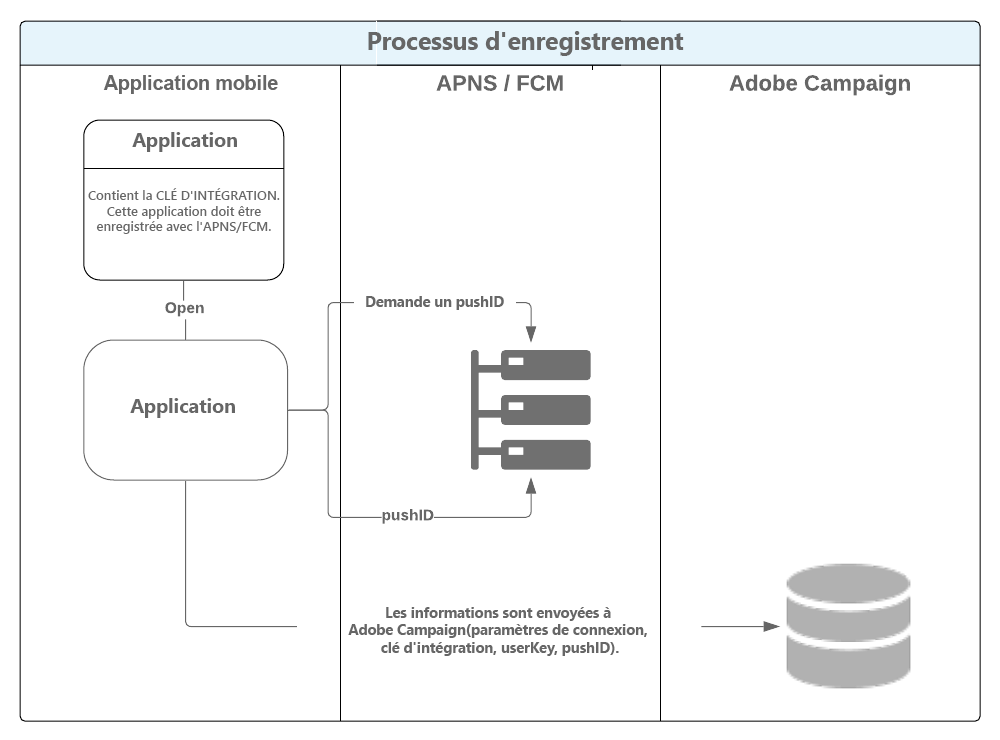 Processus d'enregistrement
Application mobile
APNS / FCM
Adobe Campaign
Application
Contient la CLÉ D'INTÉGRATION.
Cette application doit être
enregistrée avec l'APNS/FCM.
Open
Demande un pushID
Application
pushID
Les informations sont envoyées à
Adobe Campaign(paramètres de connexion,
clé d'intégration, userKey, pushID).